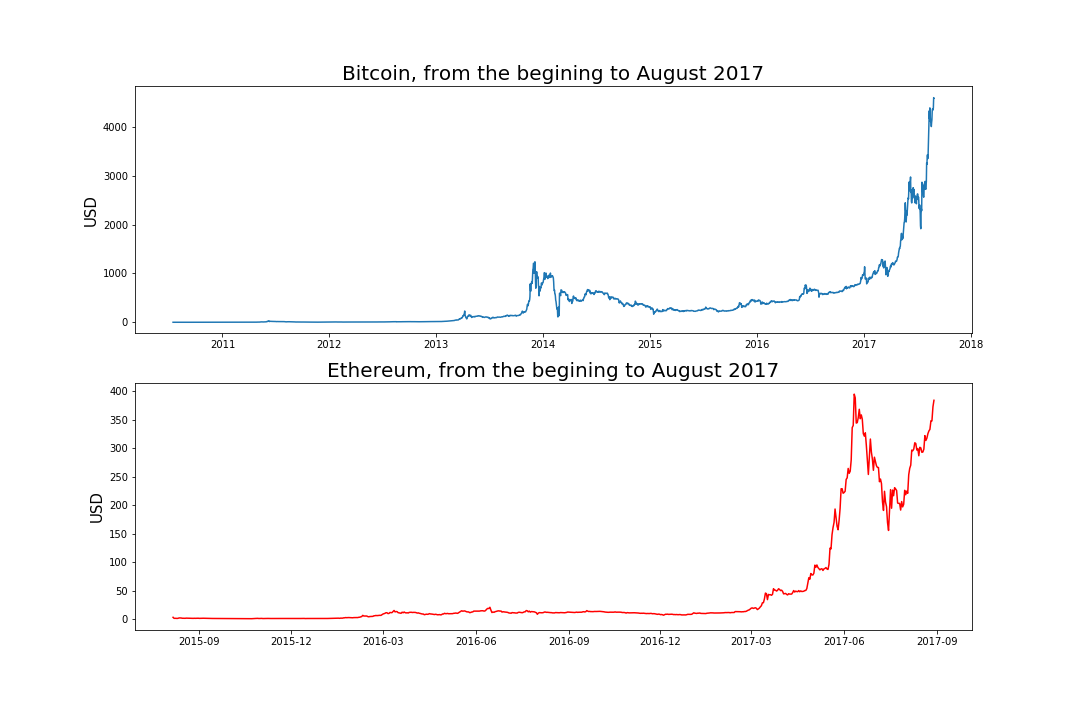 Bitcoin, from the begining to August 2017
USD
4000
3000
2000
1000
0
2011 2012 2013 2014 2015 2016 2017 2018
Ethereum, from the begining to August 2017
USD
400
350
300
250
200
150
100
50
0
2015-09 2015-12 2016-03 2016-06 2016-09 2016-12 2017-03 2017-06 2017-09